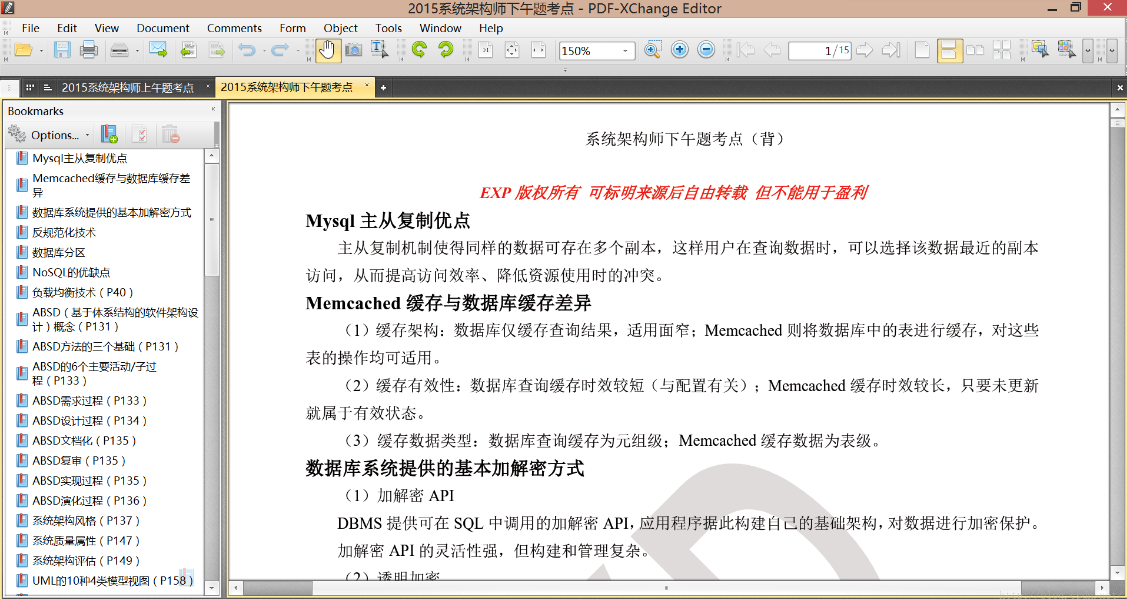 2015系统架构师下午题考点 - PDF-XChange Editor
File Edit View Document Comments Form Object Tools Window Help
150% 1/15
2015系统架构师上午题考点 2015系统架构师下午题考点
Bookmarks
Options...
Mysql主从复制优点
Memcached缓存与数据库缓存差
异
数据库系统提供的基本加解密方式
反规范化技术
数据库分区
NoSQL的优缺点
负载均衡技术（P40）
ABSD（基于体系结构的软件架构设
计）概念（P131）
ABSD方法的三个基础（P131）
ABSD的6个主要活动/子过
程（P133）
ABSD需求过程（P133）
ABSD设计过程（P134）
ABSD文档化（P135）
ABSD复审（P135）
ABSD实现过程（P135）
ABSD演化过程（P136）
系统架构风格（P137）
系统质量属性（P147）
系统架构评估（P149）
UML的10种4类模型视图（P158）
系统架构师下午题考点（背）
EXP 版权所有 可标明来源后自由转载 但不能用于盈利
Mysql 主从复制优点
主从复制机制使得同样的数据可存在多个副本，这样用户在查询数据时，可以选择该数据最近的副本
访问，从而提高访问效率、降低资源使用时的冲突。
Memcached 缓存与数据库缓存差异
（1）缓存架构：数据库仅缓存查询结果，适用面窄；Memcached 则将数据库中的表进行缓存，对这些
表的操作均可适用。
（2）缓存有效性：数据库查询缓存时效较短（与配置有关）；Memcached 缓存时效较长，只要未更新
就属于有效状态。
（3）缓存数据类型：数据库查询缓存为元组级；Memcached 缓存数据为表级。
数据库系统提供的基本加解密方式
（1）加解密 API
DBMS 提供可在 SQL 中调用的加解密 API，应用程序据此构建自己的基础架构，对数据进行加密保护。
加解密 API 的灵活性强，但构建和管理复杂。
（2）透明加密